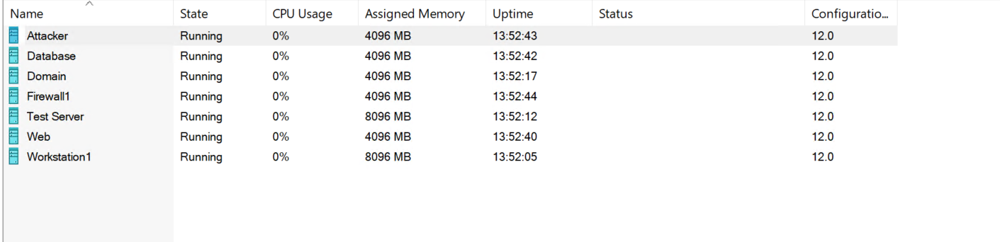 Name State CPU Usage Assigned Memory Uptime Status Configuratio...
Attacker Running 0% 4096 MB 13:52:43 12.0
Database Running 0% 4096 MB 13:52:42 12.0
Domain Running 0% 4096 MB 13:52:17 12.0
Firewall1 Running 0% 4096 MB 13:52:44 12.0
Test Server Running 0% 8096 MB 13:52:12 12.0
Web Running 0% 4096 MB 13:52:40 12.0
Workstation1 Running 0% 8096 MB 13:52:05 12.0